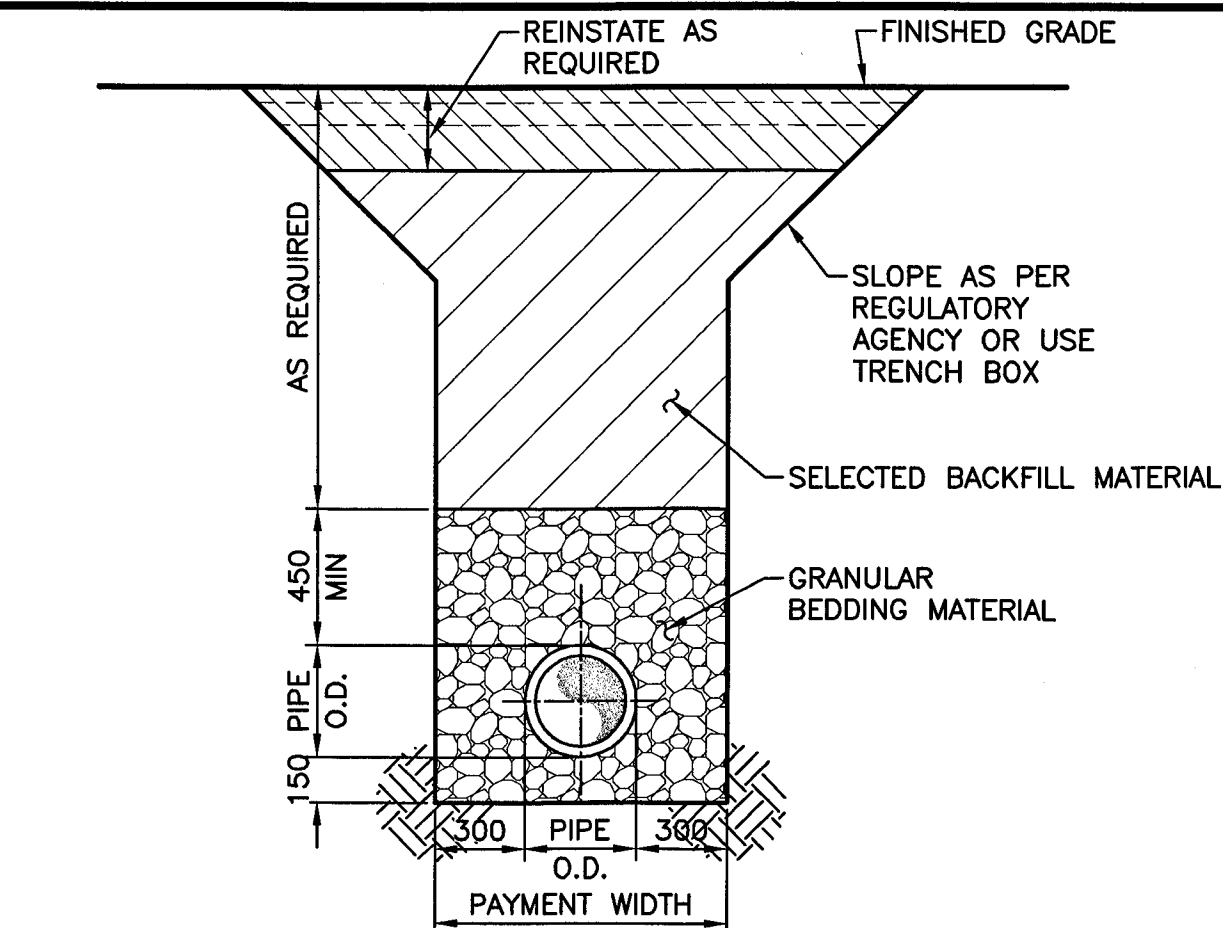 REINSTATE AS
REQUIRED
FINISHED GRADE
AS REQUIRED
SLOPE AS PER
REGULATORY
AGENCY OR USE
TRENCH BOX
SELECTED BACKFILL MATERIAL
450
MIN
GRANULAR
BEDDING MATERIAL
PIPE
O.D.
150
300
PIPE
O.D.
300
PAYMENT WIDTH